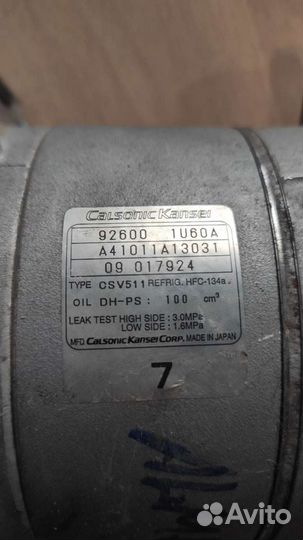 Calsonic Kansei
92600 1U60A
A41011A13031
09 017924
TYPE CSV511 REFRIG. HFC-134a
OIL DH-PS: 100 cm³
LEAK TEST HIGH SIDE : 3.0MPa
LOW SIDE : 1.6MPa
MFD. CALSONIC KANSEI CORP. MADE IN JAPAN
7
Avito